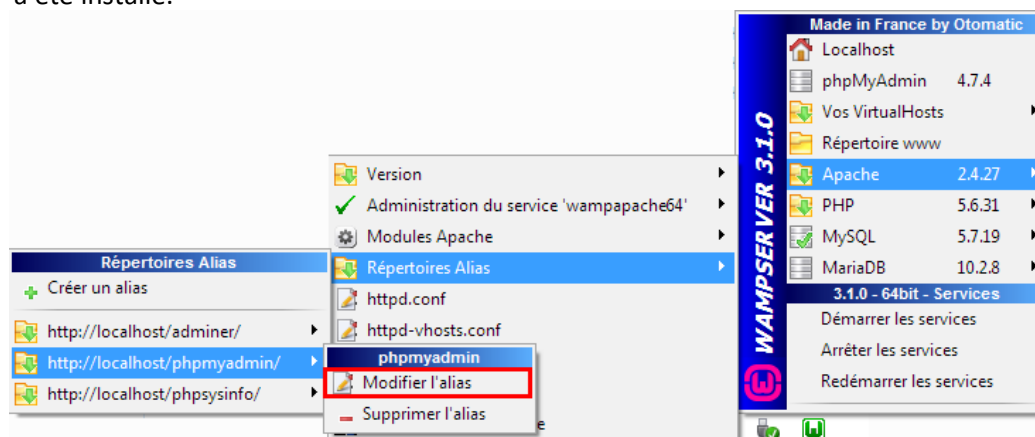 a été installé.
Made in France by Otomatic
Localhost
phpMyAdmin 4.7.4
Vos VirtualHosts
Répertoire www
Apache 2.4.27
PHP 5.6.31
MySQL 5.7.19
MariaDB 10.2.8
3.1.0 - 64bit - Services
Démarrer les services
Arrêter les services
Redémarrer les services
WAMPSERVER 3.1.0
Version
Administration du service 'wampapache64'
Modules Apache
Répertoires Alias
httpd.conf
httpd-vhosts.conf
Répertoires Alias
Créer un alias
http://localhost/adminer/
http://localhost/phpmyadmin/
http://localhost/phpsysinfo/
phpmyadmin
Modifier l'alias
Supprimer l'alias